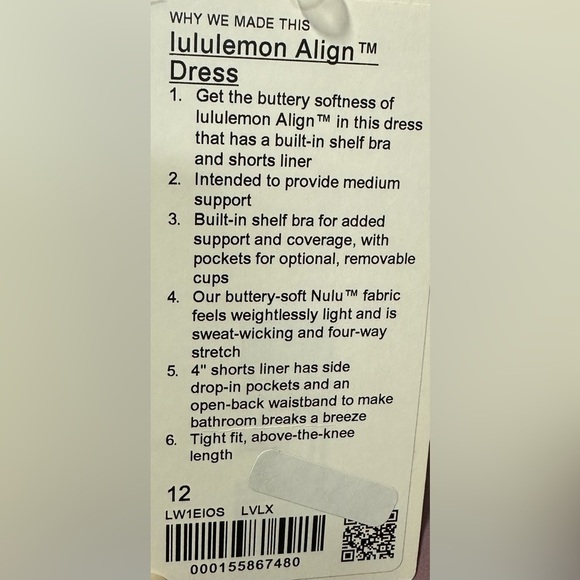 WHY WE MADE THIS
lululemon Align™
Dress
1. Get the buttery softness of
lululemon Align™ in this dress
that has a built-in shelf bra
and shorts liner
2. Intended to provide medium
support
3. Built-in shelf bra for added
support and coverage, with
pockets for optional, removable
cups
4. Our buttery-soft Nulu™ fabric
feels weightlessly light and is
sweat-wicking and four-way
stretch
5. 4" shorts liner has side
drop-in pockets and an
open-back waistband to make
bathroom breaks a breeze
6. Tight fit, above-the-knee
length
12
LW1EIOS LVLX
000155867480